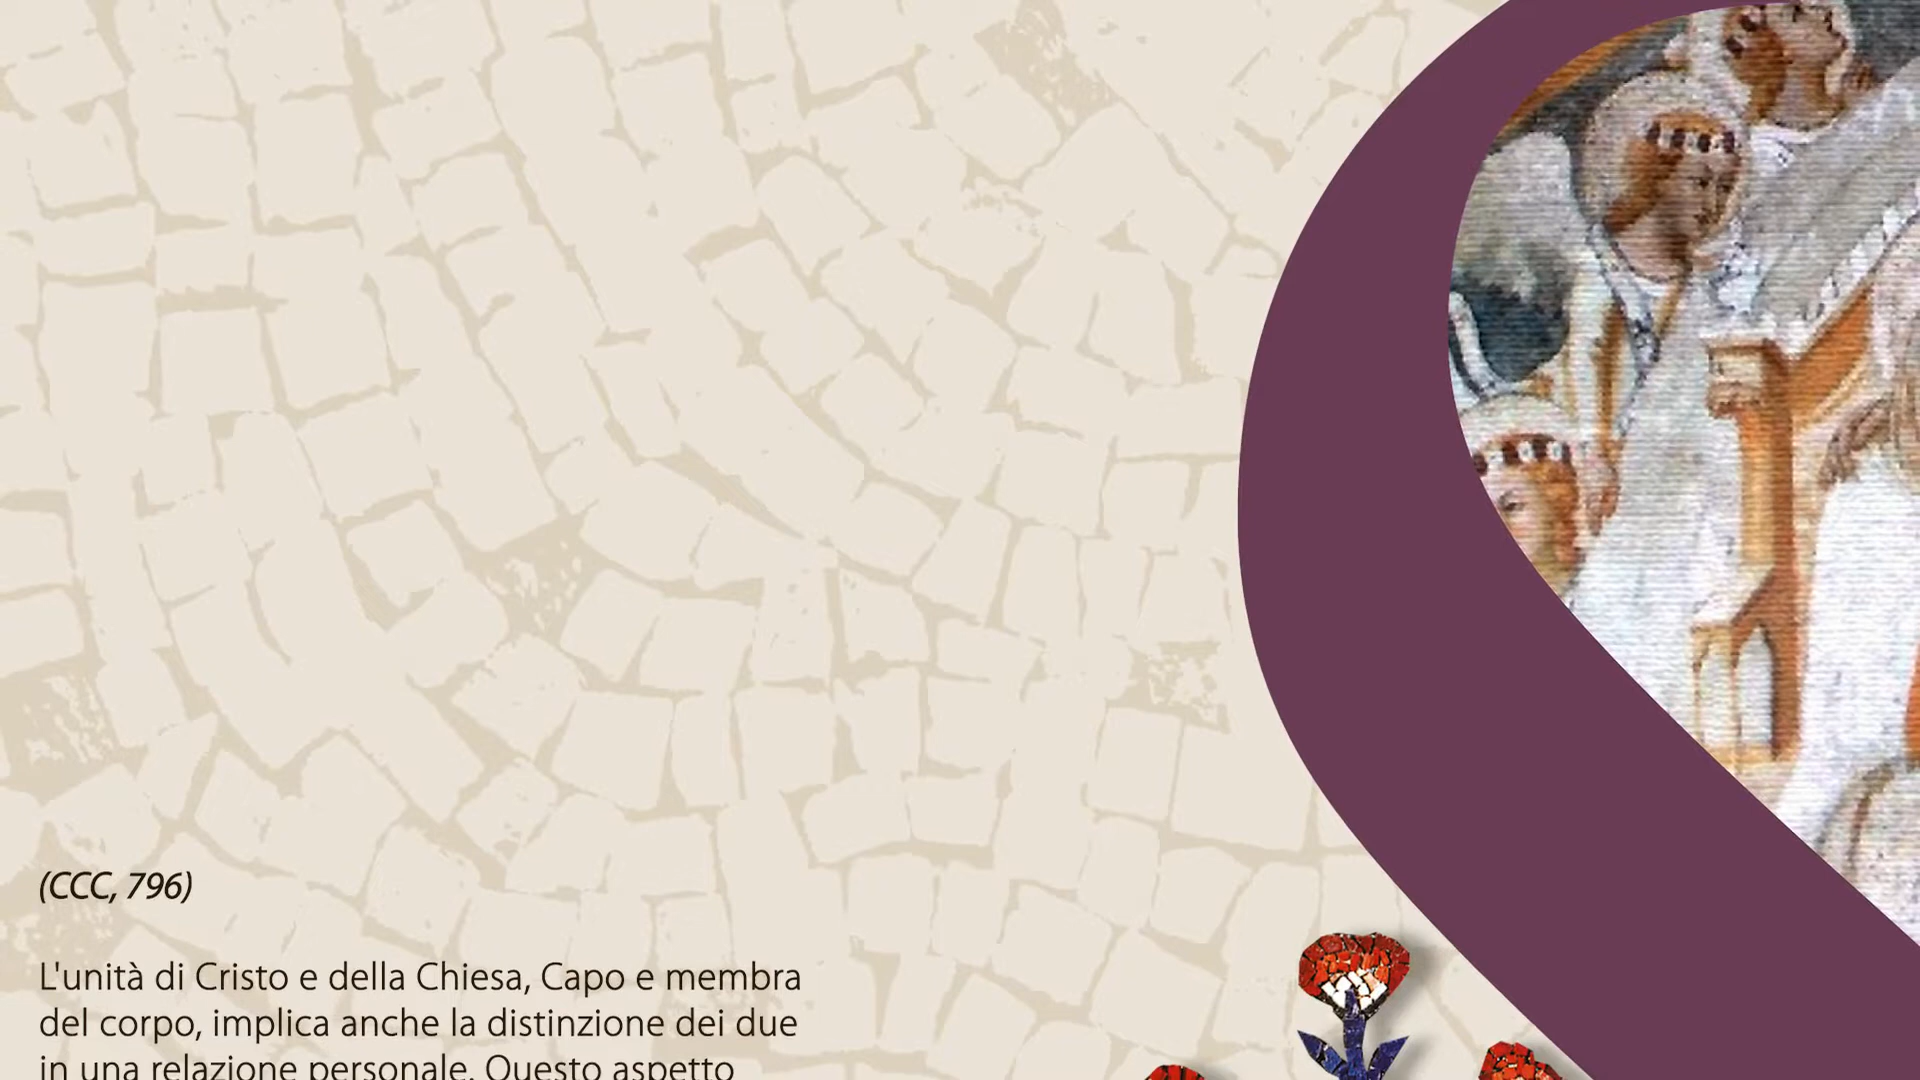 (CCC, 796)
L'unità di Cristo e della Chiesa, Capo e membra
del corpo, implica anche la distinzione dei due
in una relazione personale. Questo aspetto